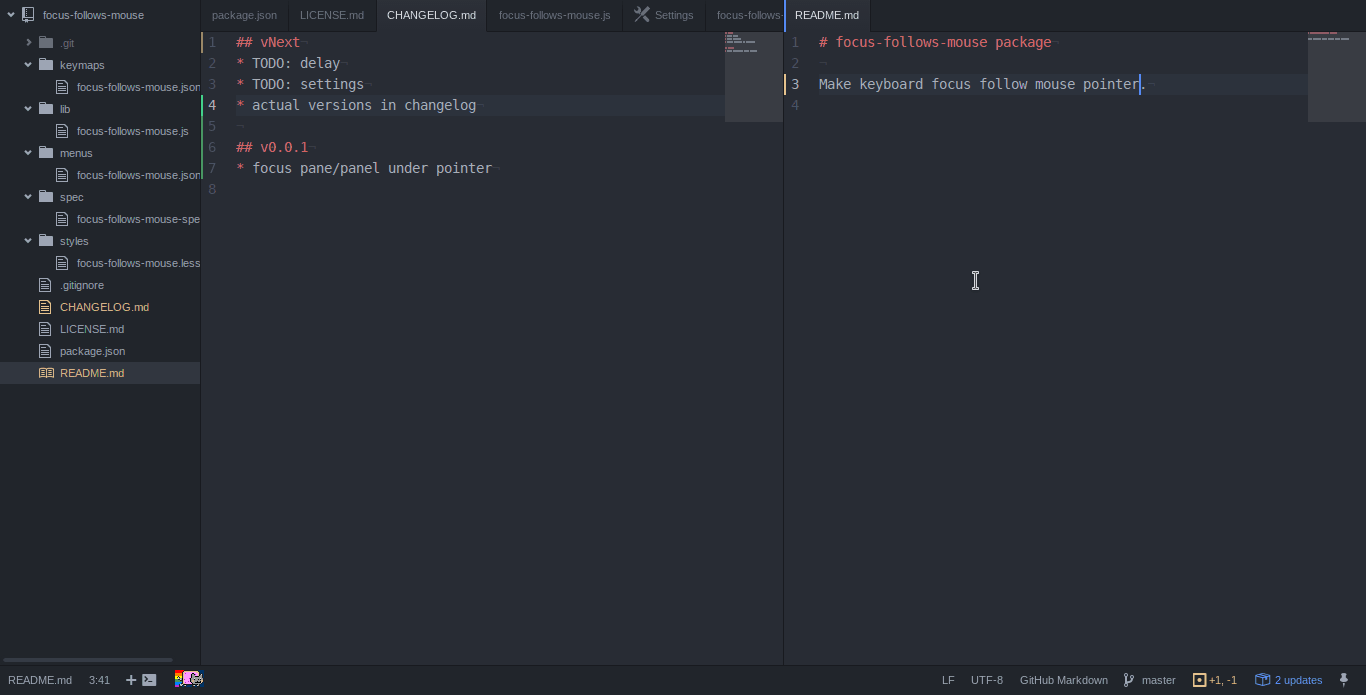 focus-follows-mouse
.git
keymaps
focus-follows-mouse.json
lib
focus-follows-mouse.js
menus
focus-follows-mouse.json
spec
focus-follows-mouse-spe
styles
focus-follows-mouse.less
.gitignore
CHANGELOG.md
LICENSE.md
package.json
README.md
package.json LICENSE.md CHANGELOG.md focus-follows-mouse.js Settings focus-follows-
1 ## vNext¬
2 * TODO: delay¬
3 * TODO: settings¬
4 * actual versions in changelog¬
5 ¬
6 ## v0.0.1¬
7 * focus pane/panel under pointer¬
8
README.md
1 # focus-follows-mouse package¬
2 ¬
3 Make keyboard focus follow mouse pointer.¬
4
README.md 3:41 + LF UTF-8 GitHub Markdown master +1, -1 2 updates